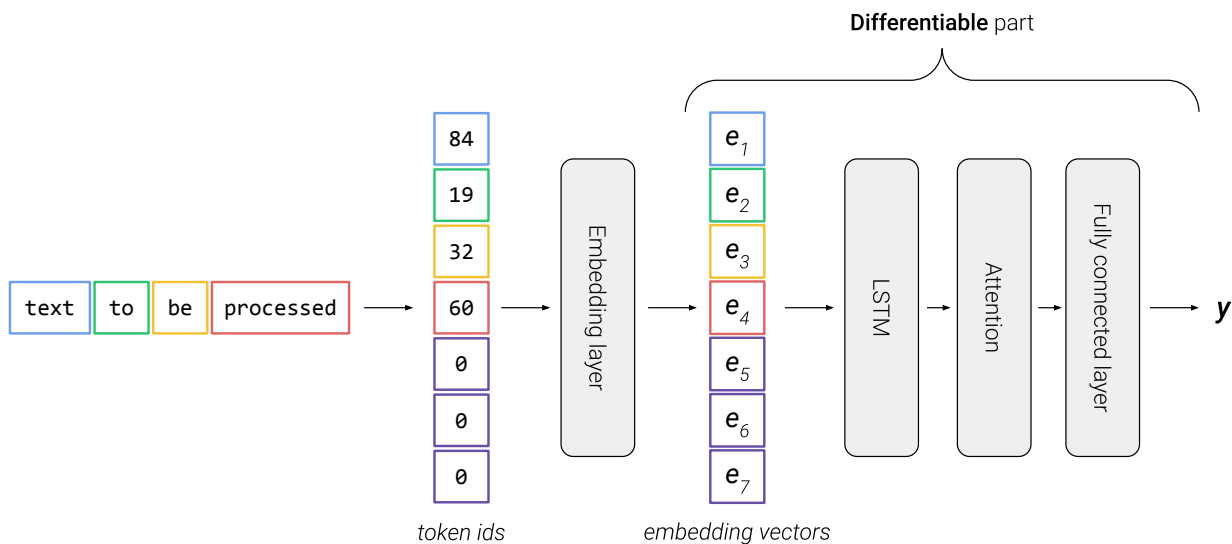 Differentiable part
text to be processed
84
19
32
60
0
0
0
token ids
Embedding layer
e1
e2
e3
e4
e5
e6
e7
embedding vectors
LSTM
Attention
Fully connected layer
y